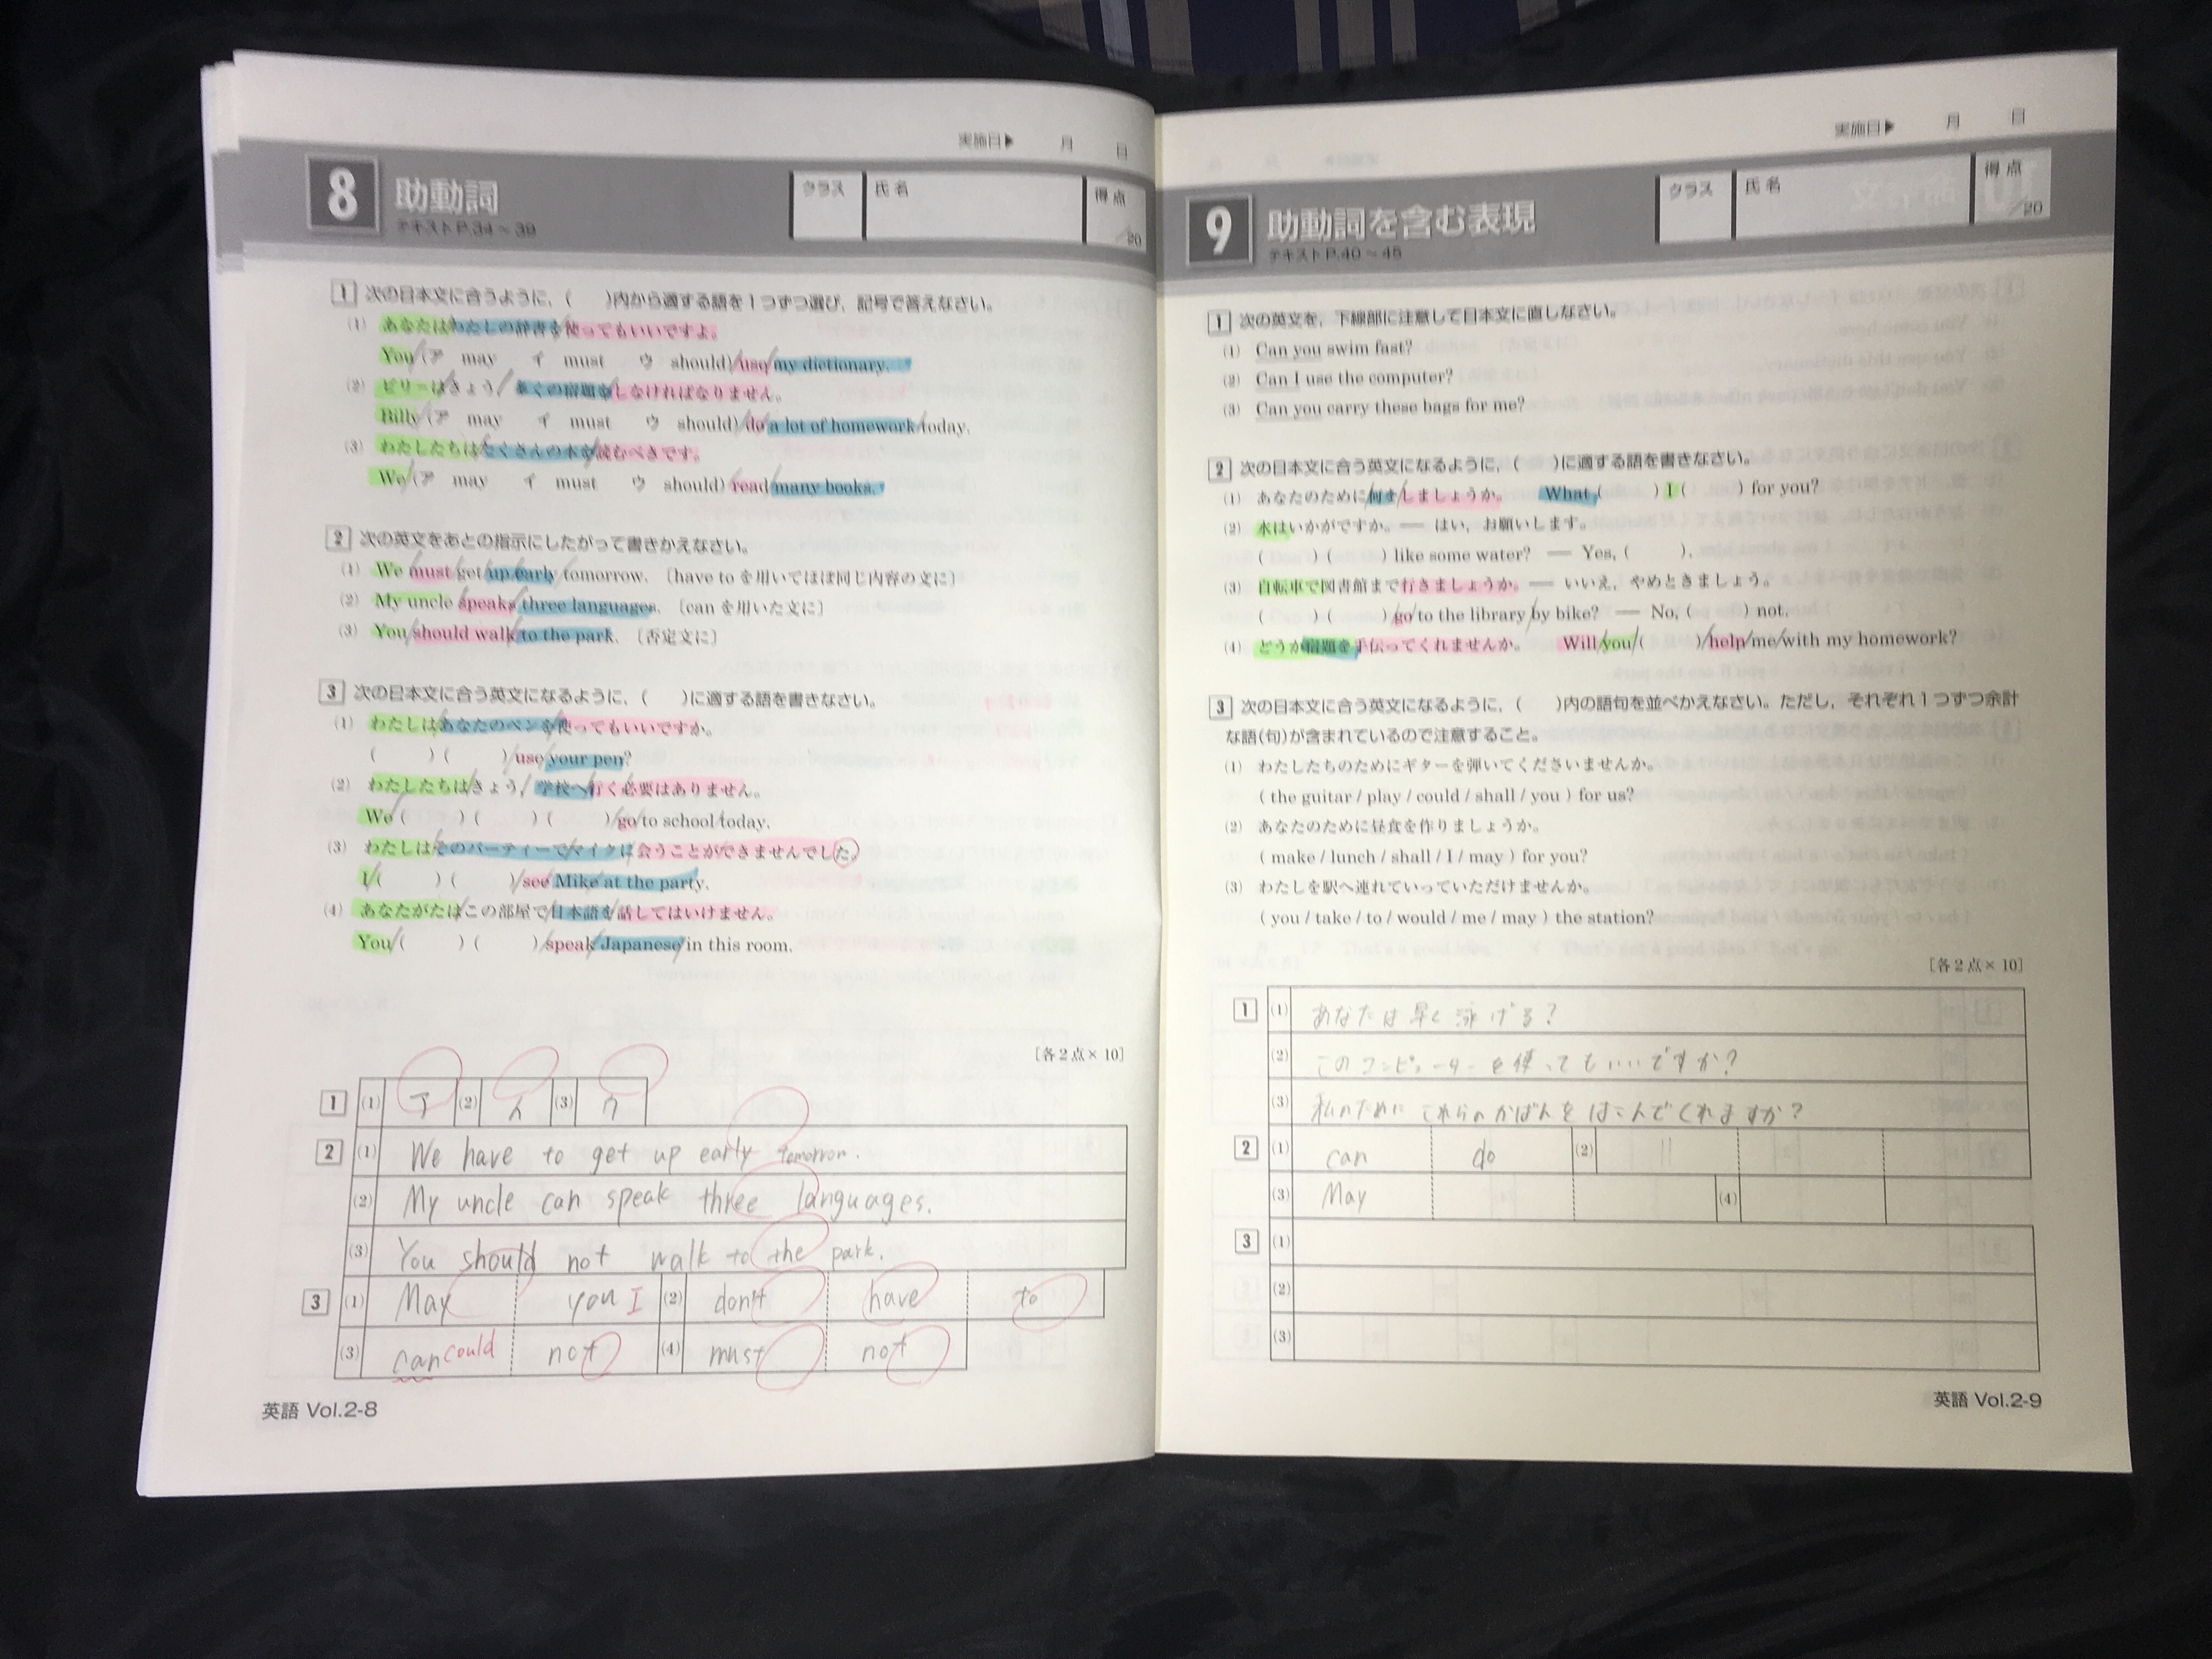 実施日▶ 月 日
8 助動詞
テキストP.34～39
クラス 氏名 得点 /20
1 次の日本文に合うように，( )内から適する語を1つずつ選び，記号で答えなさい。
(1) あなたはわたしの辞書を使ってもいいですよ。
You (ア may イ must ウ should) use my dictionary.
(2) ビリーはきょう，多くの宿題をしなければなりません。
Billy (ア may イ must ウ should) do a lot of homework today.
(3) わたしたちはたくさんの本を読むべきです。
We (ア may イ must ウ should) read many books.
2 次の英文をあとの指示にしたがって書きかえなさい。
(1) We must get up early tomorrow. 〔have to を用いてほぼ同じ内容の文に〕
(2) My uncle speaks three languages. 〔can を用いた文に〕
(3) You should walk to the park. 〔否定文に〕
3 次の日本文に合う英文になるように，( )に適する語を書きなさい。
(1) わたしはあなたのペンを使ってもいいですか。
( ) ( ) use your pen?
(2) わたしたちはきょう，学校へ行く必要はありません。
We ( ) ( ) ( ) go to school today.
(3) わたしはそのパーティーでマイクに会うことができませんでした。
I ( ) ( ) see Mike at the party.
(4) あなたがたはこの部屋で日本語を話してはいけません。
You ( ) ( ) speak Japanese in this room.
[各2点×10]
1 (1) ア (2) イ (3) ウ
2 (1) We have to get up early tomorrow.
(2) My uncle can speak three languages.
(3) You should not walk to the park.
3 (1) May you I (2) don't have to
(3) can could not (4) must not
英語 Vol.2-8
実施日▶ 月 日
9 助動詞を含む表現
テキストP.40～45
クラス 氏名 得点 /20
1 次の英文を，下線部に注意して日本文に直しなさい。
(1) Can you swim fast?
(2) Can I use the computer?
(3) Can you carry these bags for me?
2 次の日本文に合う英文になるように，( )に適する語を書きなさい。
(1) あなたのために何をしましょうか。 What ( ) I ( ) for you?
(2) 水はいかがですか。── はい，お願いします。
( ) ( ) like some water? ── Yes, ( ).
(3) 自転車で図書館まで行きましょうか。── いいえ，やめときましょう。
( ) ( ) go to the library by bike? ── No, ( ) not.
(4) どうか宿題を手伝ってくれませんか。 Will you ( ) help me with my homework?
3 次の日本文に合う英文になるように，( )内の語句を並べかえなさい。ただし，それぞれ1つずつ余計
な語(句)が含まれているので注意すること。
(1) わたしたちのためにギターを弾いてくださいませんか。
( the guitar / play / could / shall / you ) for us?
(2) あなたのために昼食を作りましょうか。
( make / lunch / shall / I / may ) for you?
(3) わたしを駅へ連れていっていただけませんか。
( you / take / to / would / me / may ) the station?
[各2点×10]
1 (1) あなたは早く泳げる?
(2) このコンピューターを使ってもいいですか?
(3) 私のためにこれらのかばんをはこんでくれますか?
2 (1) can do (2)
(3) May (4)
3 (1)
(2)
(3)
英語 Vol.2-9